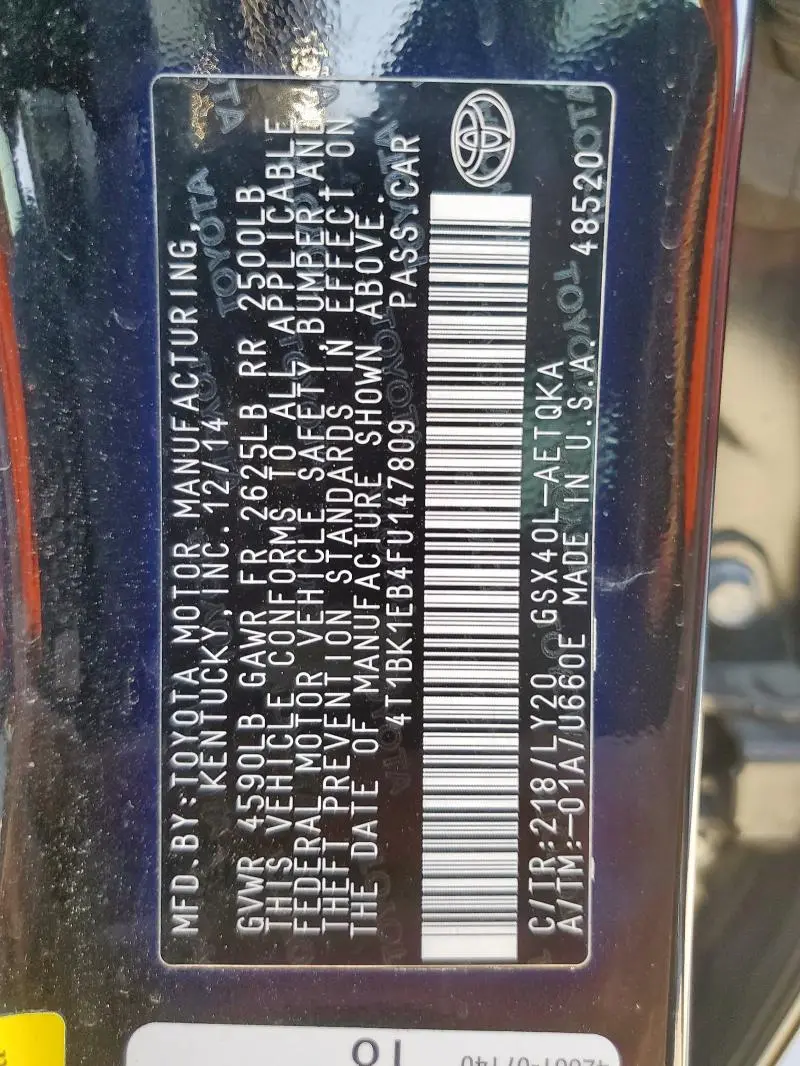 MFD.BY:TOYOTA MOTOR MANUFACTURING,
KENTUCKY,INC.12/14
GVWR 4590LB GAWR FR 2625LB RR 2500LB
THIS VEHICLE CONFORMS TO ALL APPLICABLE
FEDERAL MOTOR VEHICLE SAFETY,BUMPER AND
THEFT PREVENTION STANDARDS IN EFFECT ON
THE DATE OF MANUFACTURE SHOWN ABOVE.
4T1BK1EB4FU147809 PASS.CAR
C/TR:218/LY20 GSX40L-AETQKA
A/TM:-01A/U660E MADE IN U.S.A. 48520